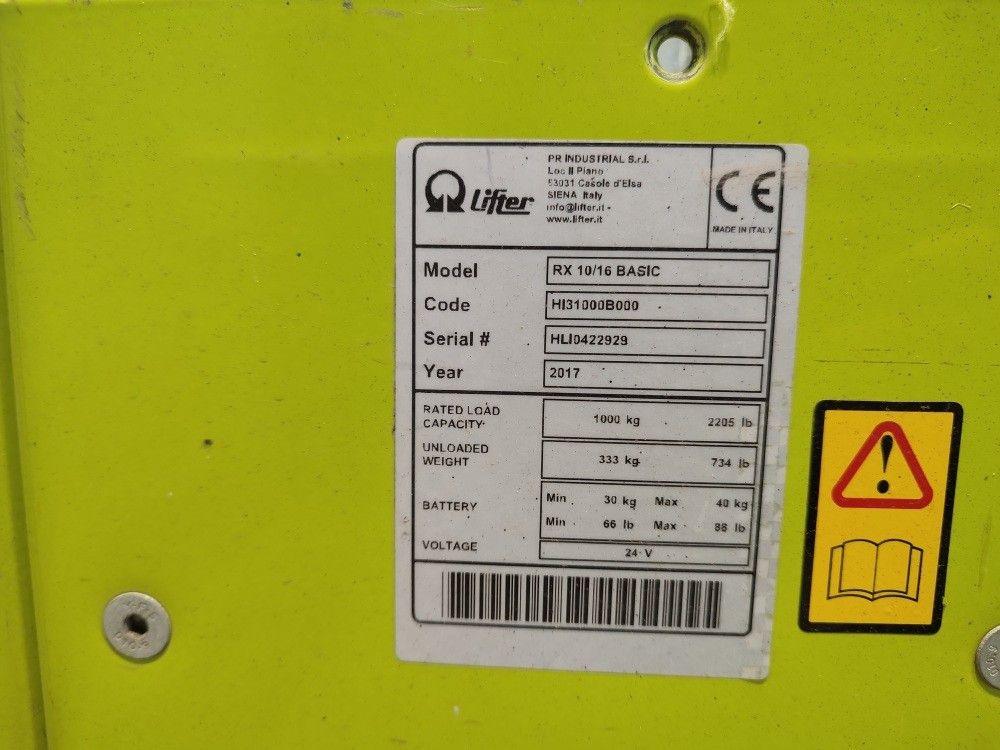 Lifter
PR INDUSTRIAL S.r.l.
Loc Il Piano
53031 Casole d'Elsa
SIENA Italy
info@lifter.it -
www.lifter.it
CE
MADE IN ITALY
Model RX 10/16 BASIC
Code HI31000B000
Serial # HLI0422929
Year 2017
RATED LOAD
CAPACITY 1000 kg 2205 lb
UNLOADED
WEIGHT 333 kg 734 lb
BATTERY
Min 30 kg Max 40 kg
Min 66 lb Max 88 lb
VOLTAGE 24 V